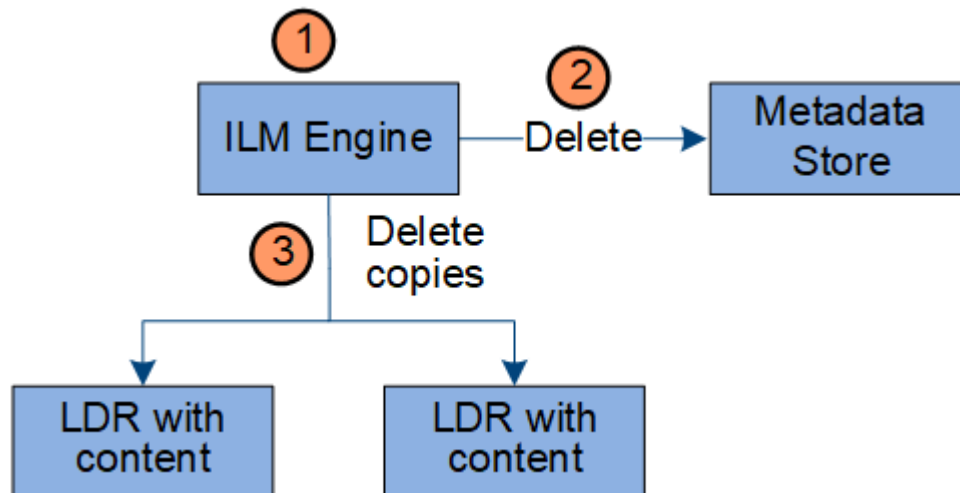 1
2
ILM Engine
Delete
Metadata
Store
3
Delete
copies
LDR with
content
LDR with
content